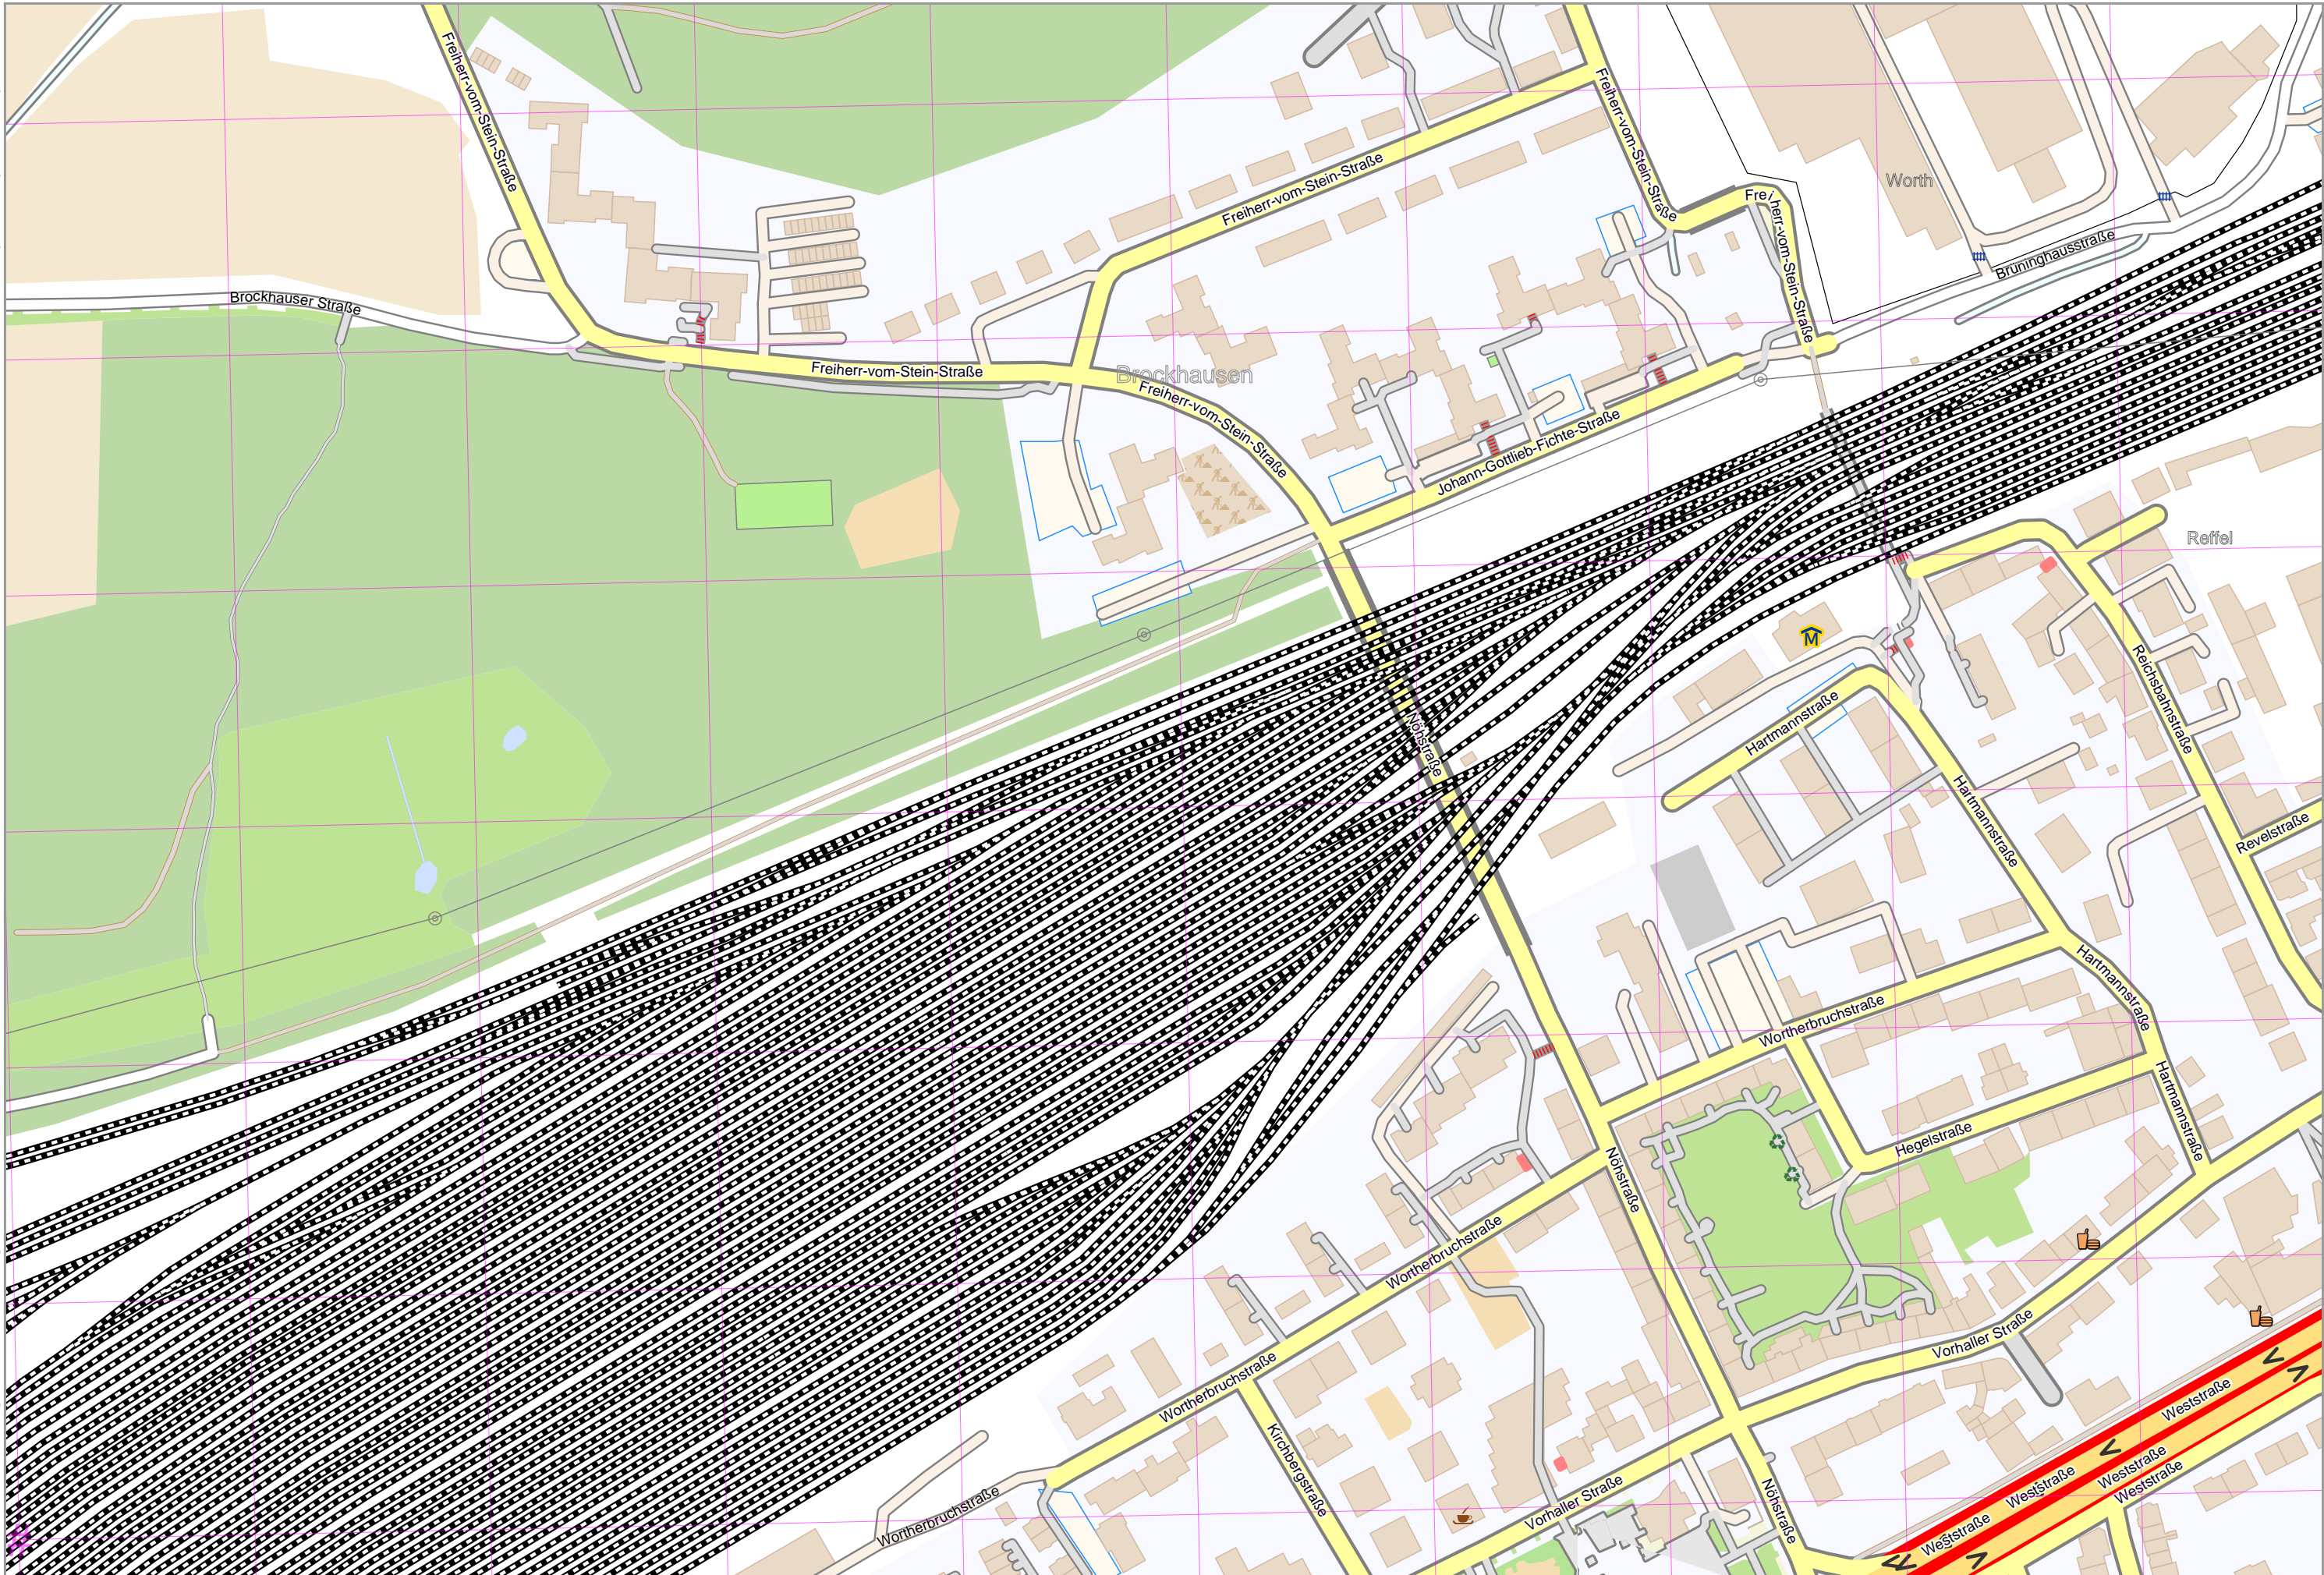 Freiherr-vom-Stein-Straße
Freiherr-vom-Stein-Straße
Freiherr-vom-Stein-Straße
Worth
Freiherr-vom-Stein-Straße
Brüninghausstraße
Brockhauser Straße
Freiherr-vom-Stein-Straße
Brockhausen
Freiherr-vom-Stein-Straße
Johann-Gottlieb-Fichte-Straße
Reffel
M
Nöhstraße
Hartmannstraße
Reichsbahnstraße
Hartmannstraße
Revelstraße
Hartmannstraße
Wortherbruchstraße
Hartmannstraße
Hegelstraße
Nöhstraße
Wortherbruchstraße
Vorhaller Straße
Wortherbruchstraße
Weststraße
Weststraße
Weststraße
Weststraße
Weststraße
Kirchbergstraße
Wortherbruchstraße
Vorhaller Straße
Nöhstraße